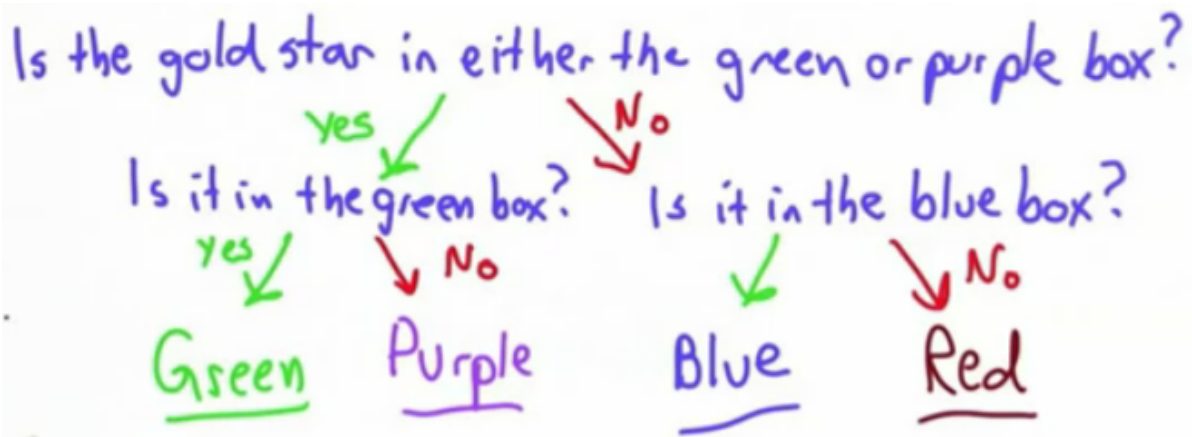 Is the gold star in either the green or purple box?
yes No
Is it in the green box? Is it in the blue box?
yes No No
Green Purple Blue Red